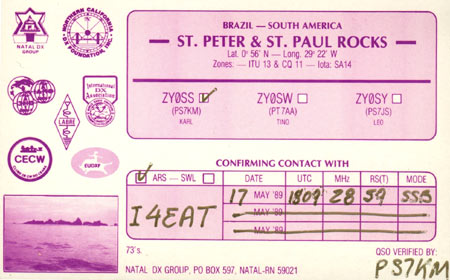 BRAZIL — SOUTH AMERICA
ST. PETER & ST. PAUL ROCKS
Lat. 0° 56' N — Long. 29° 22' W
Zones: — ITU 13 & CQ 11 — Iota: SA14
NATAL DX
GROUP
NORTHERN CALIFORNIA
DX FOUNDATION, INC.
International
DX
Association
LABRE
CECW
EUDXF
ZYØSS ☑ ZYØSW ☐ ZYØSY ☐
(PS7KM) (PT7AA) (PS7JS)
KARL TINO LEO
CONFIRMING CONTACT WITH
☑ ARS — SWL ☐
DATE UTC MHz RS(T) MODE
I4EAT
17 MAY '89 1809 28 59 SSB
MAY '89
MAY '89
73's.
QSO VERIFIED BY:
NATAL DX GROUP, PO BOX 597, NATAL-RN 59021
PS7KM